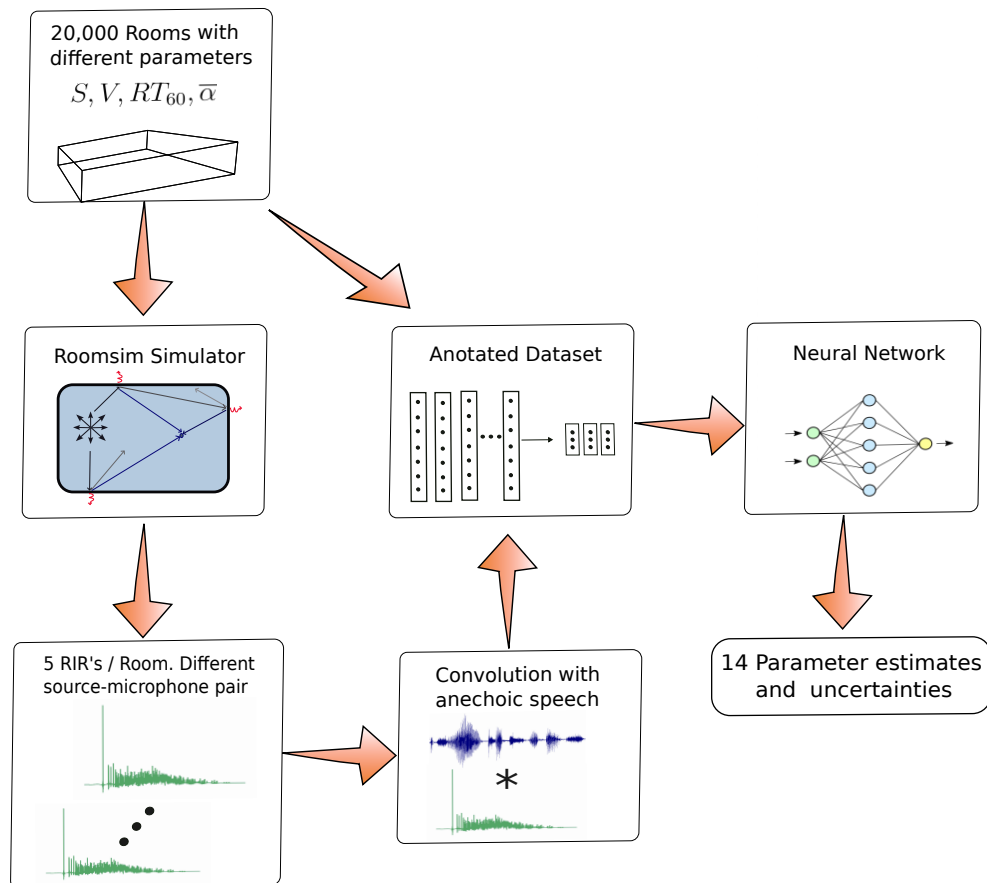 20,000 Rooms with
different parameters
S, V, RT₆₀, α̅
Roomsim Simulator
Anotated Dataset
Neural Network
5 RIR's / Room. Different
source-microphone pair
Convolution with
anechoic speech
*
14 Parameter estimates
and uncertainties